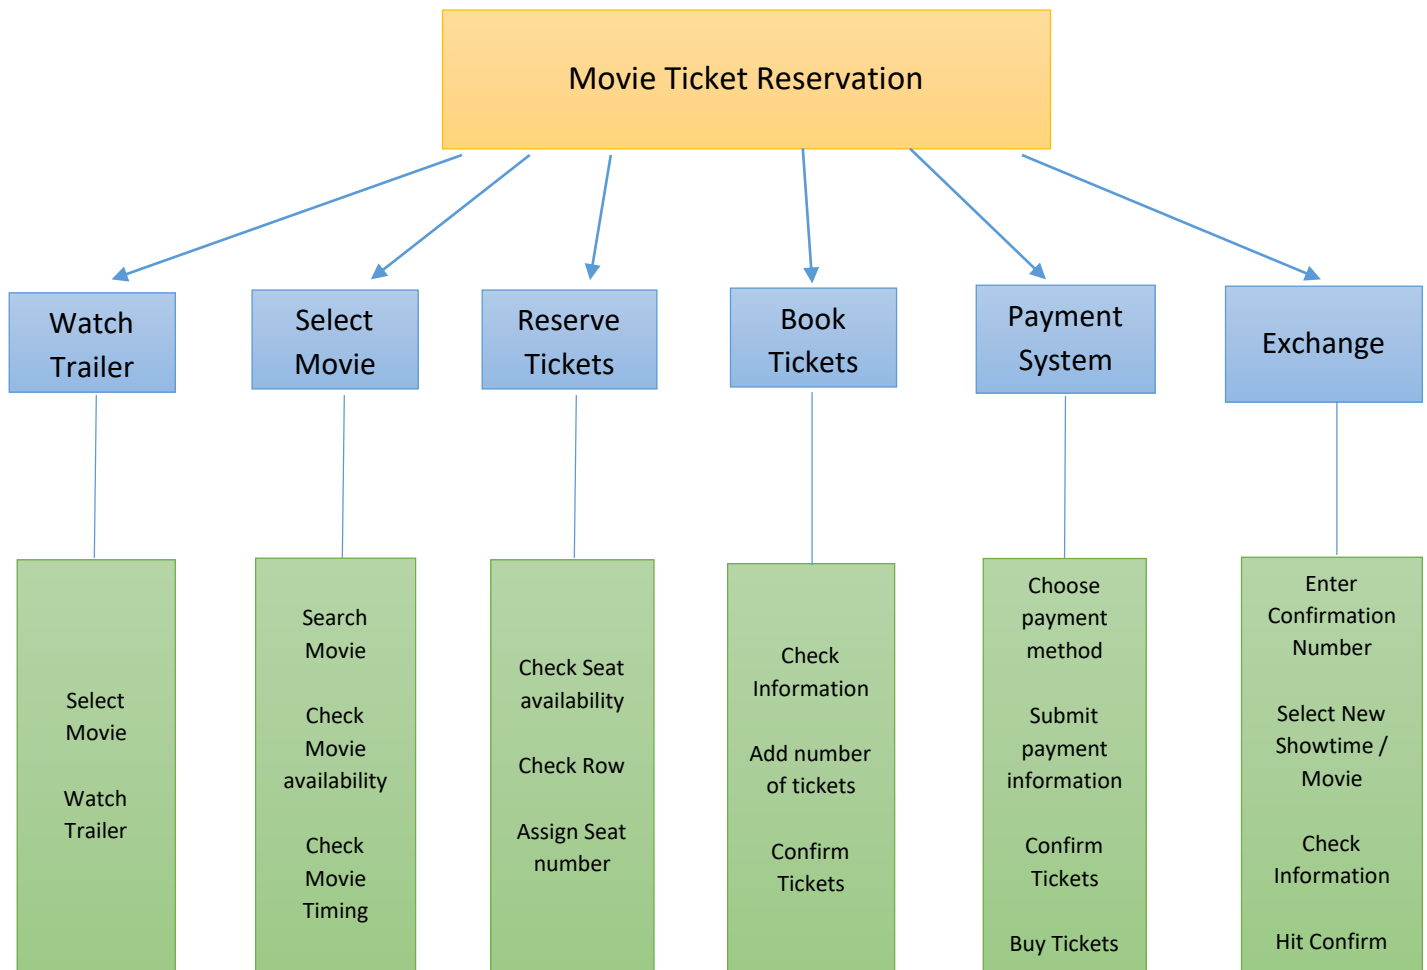 Movie Ticket Reservation
Watch
Trailer
Select
Movie
Reserve
Tickets
Book
Tickets
Payment
System
Exchange
Select
Movie
Watch
Trailer
Search
Movie
Check
Movie
availability
Check
Movie
Timing
Check Seat
availability
Check Row
Assign Seat
number
Check
Information
Add number
of tickets
Confirm
Tickets
Choose
payment
method
Submit
payment
information
Confirm
Tickets
Buy Tickets
Enter
Confirmation
Number
Select New
Showtime /
Movie
Check
Information
Hit Confirm